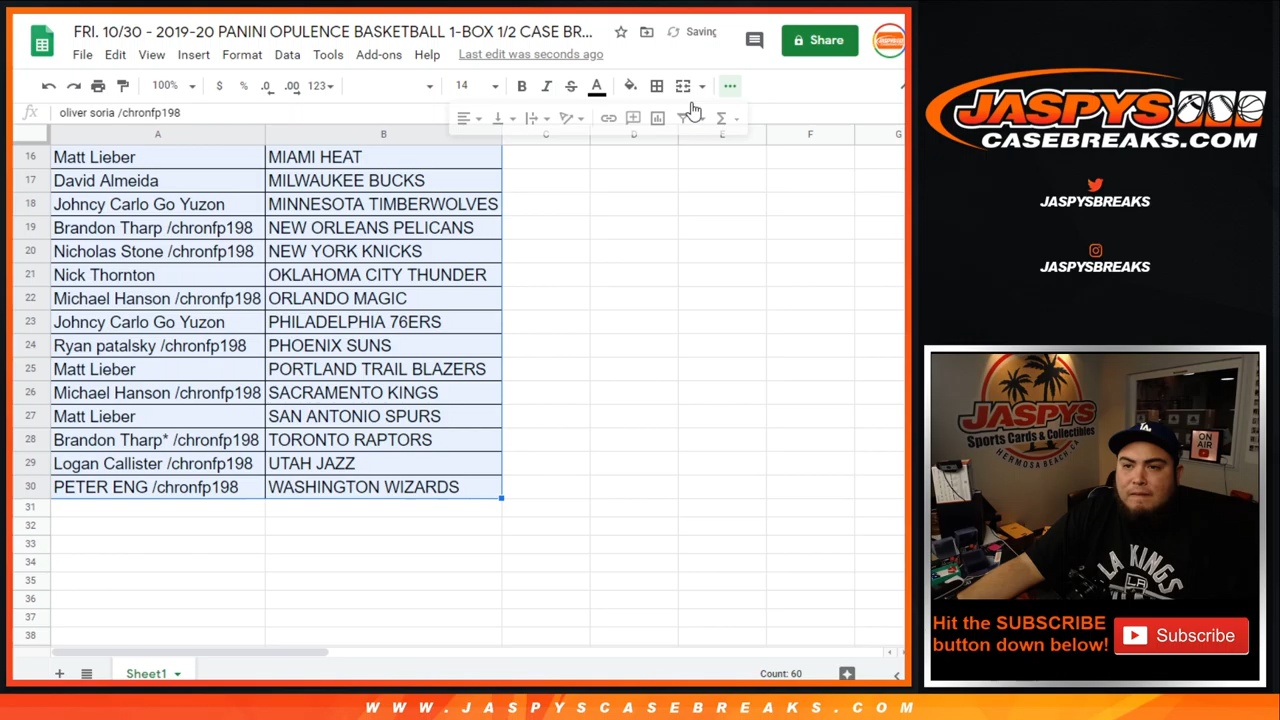 FRI. 10/30 - 2019-20 PANINI OPULENCE BASKETBALL 1-BOX 1/2 CASE BR...
Saving
Share
File Edit View Insert Format Data Tools Add-ons Help Last edit was seconds ago
100% $ % .0 .00 123 14 B I S A
fx oliver soria /chronfp198
A B C D E F G
16 Matt Lieber MIAMI HEAT
17 David Almeida MILWAUKEE BUCKS
18 Johncy Carlo Go Yuzon MINNESOTA TIMBERWOLVES
19 Brandon Tharp /chronfp198 NEW ORLEANS PELICANS
20 Nicholas Stone /chronfp198 NEW YORK KNICKS
21 Nick Thornton OKLAHOMA CITY THUNDER
22 Michael Hanson /chronfp198 ORLANDO MAGIC
23 Johncy Carlo Go Yuzon PHILADELPHIA 76ERS
24 Ryan patalsky /chronfp198 PHOENIX SUNS
25 Matt Lieber PORTLAND TRAIL BLAZERS
26 Michael Hanson /chronfp198 SACRAMENTO KINGS
27 Matt Lieber SAN ANTONIO SPURS
28 Brandon Tharp* /chronfp198 TORONTO RAPTORS
29 Logan Callister /chronfp198 UTAH JAZZ
30 PETER ENG /chronfp198 WASHINGTON WIZARDS
31
32
33
34
35
36
37
38
Sheet1
Count: 60
JASPYS
CASEBREAKS.COM
JASPYSBREAKS
JASPYSBREAKS
JASPYS
Sports Cards & Collectibles
HERMOSA BEACH, CA
ON AIR
LA
LA KINGS
LA
Hit the SUBSCRIBE
button down below!
Subscribe
WWW.JASPYSCASEBREAKS.COM